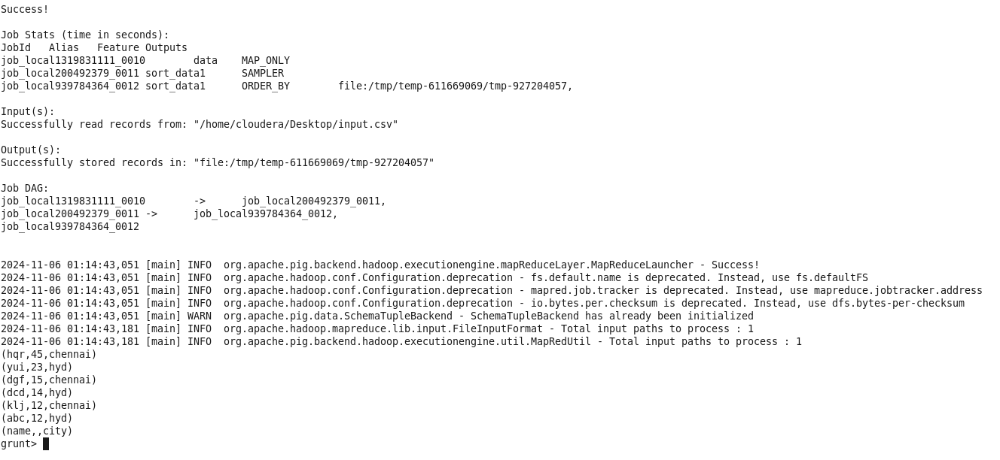 Success!
Job Stats (time in seconds):
JobId   Alias   Feature Outputs
job_local1319831111_0010        data    MAP_ONLY
job_local200492379_0011 sort_data1      SAMPLER
job_local939784364_0012 sort_data1      ORDER_BY        file:/tmp/temp-611669069/tmp-927204057,
Input(s):
Successfully read records from: "/home/cloudera/Desktop/input.csv"
Output(s):
Successfully stored records in: "file:/tmp/temp-611669069/tmp-927204057"
Job DAG:
job_local1319831111_0010        ->      job_local200492379_0011,
job_local200492379_0011 ->      job_local939784364_0012,
job_local939784364_0012
2024-11-06 01:14:43,051 [main] INFO  org.apache.pig.backend.hadoop.executionengine.mapReduceLayer.MapReduceLauncher - Success!
2024-11-06 01:14:43,051 [main] INFO  org.apache.hadoop.conf.Configuration.deprecation - fs.default.name is deprecated. Instead, use fs.defaultFS
2024-11-06 01:14:43,051 [main] INFO  org.apache.hadoop.conf.Configuration.deprecation - mapred.job.tracker is deprecated. Instead, use mapreduce.jobtracker.address
2024-11-06 01:14:43,051 [main] INFO  org.apache.hadoop.conf.Configuration.deprecation - io.bytes.per.checksum is deprecated. Instead, use dfs.bytes-per-checksum
2024-11-06 01:14:43,051 [main] WARN  org.apache.pig.data.SchemaTupleBackend - SchemaTupleBackend has already been initialized
2024-11-06 01:14:43,181 [main] INFO  org.apache.hadoop.mapreduce.lib.input.FileInputFormat - Total input paths to process : 1
2024-11-06 01:14:43,181 [main] INFO  org.apache.pig.backend.hadoop.executionengine.util.MapRedUtil - Total input paths to process : 1
(hqr,45,chennai)
(yui,23,hyd)
(dgf,15,chennai)
(dcd,14,hyd)
(klj,12,chennai)
(abc,12,hyd)
(name,,city)
grunt>